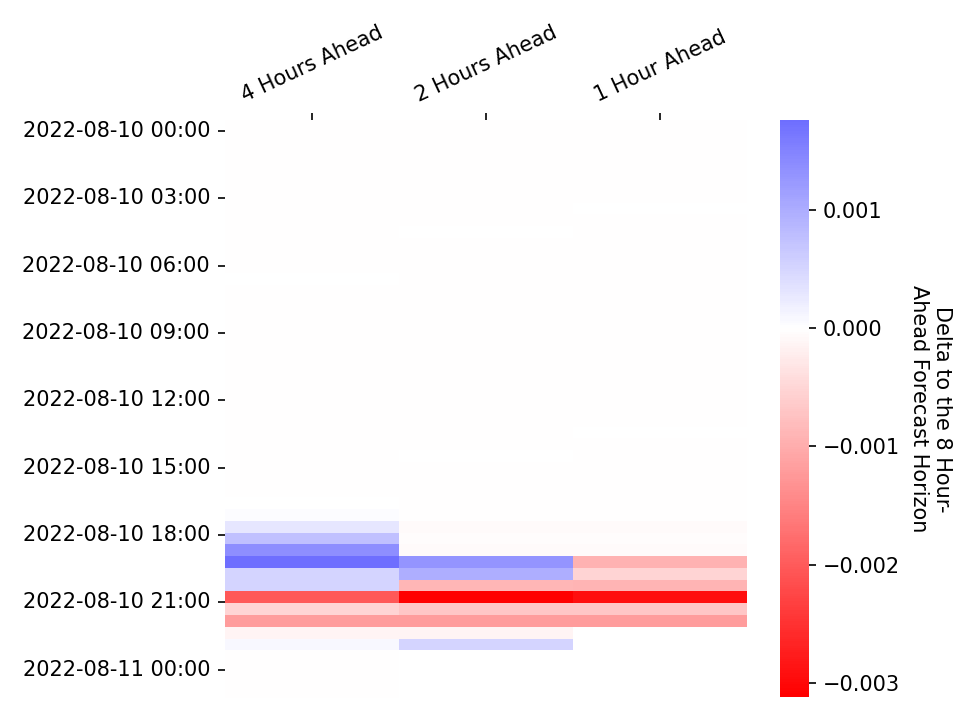 4 Hours Ahead
2 Hours Ahead
1 Hour Ahead
2022-08-10 00:00
2022-08-10 03:00
2022-08-10 06:00
2022-08-10 09:00
2022-08-10 12:00
2022-08-10 15:00
2022-08-10 18:00
2022-08-10 21:00
2022-08-11 00:00
0.001
0.000
−0.001
−0.002
−0.003
Delta to the 8 Hour-
Ahead Forecast Horizon